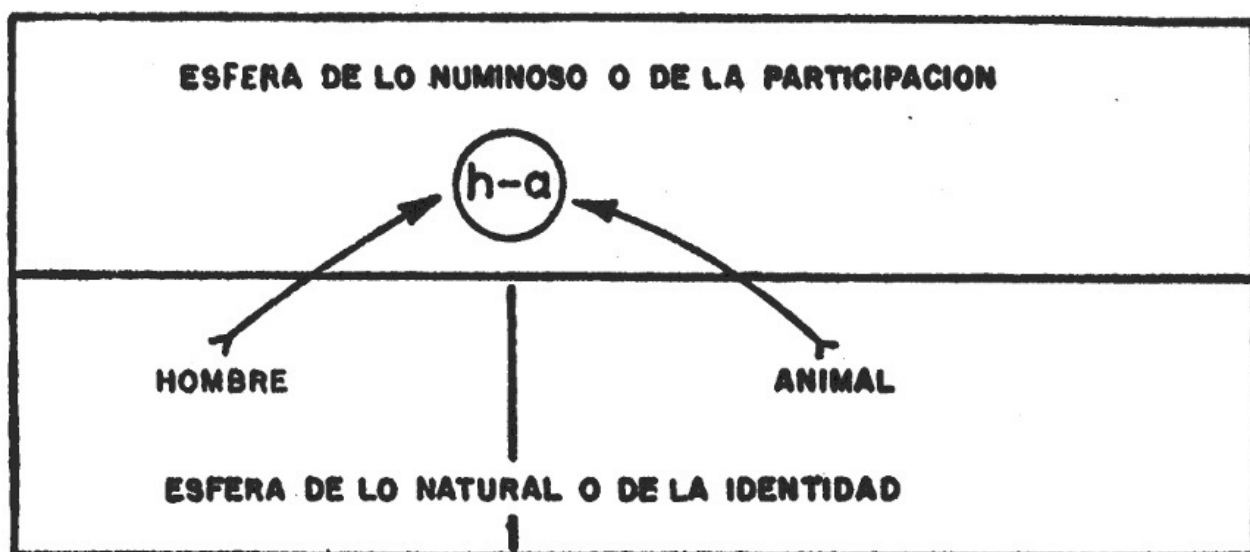 ESFERA DE LO NUMINOSO O DE LA PARTICIPACION
h-a
HOMBRE ANIMAL
ESFERA DE LO NATURAL O DE LA IDENTIDAD